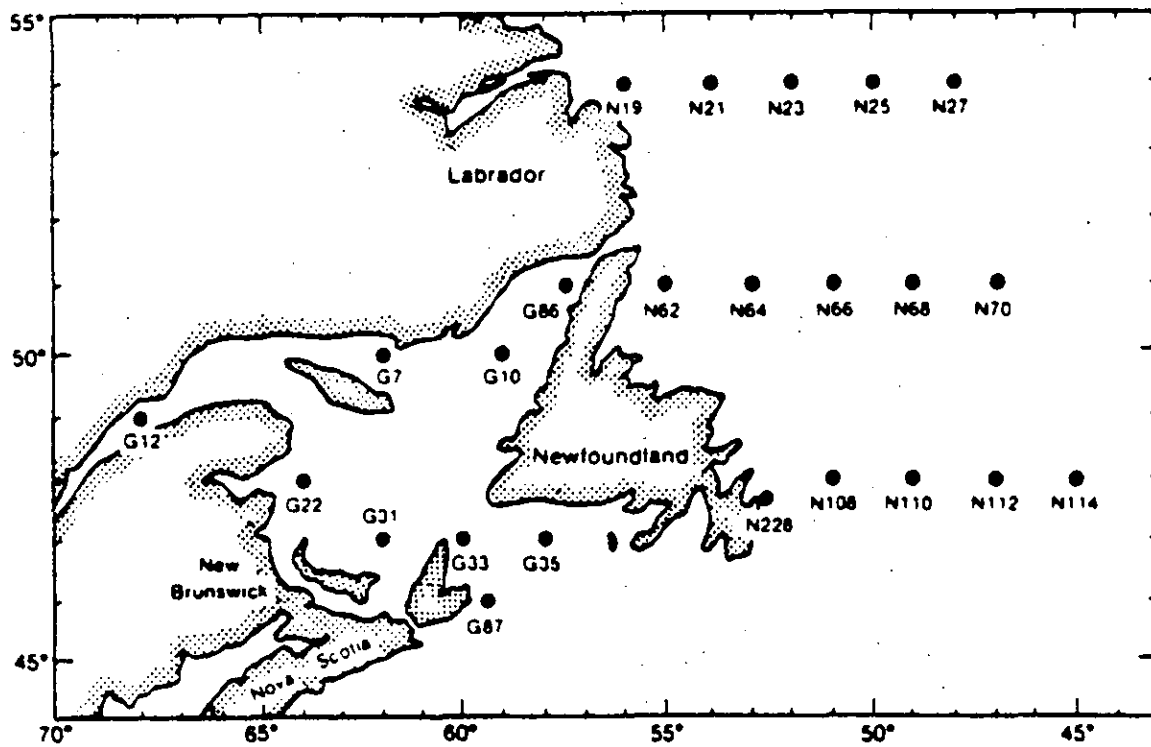 55°
N19 N21 N23 N25 N27
Labrador
G86 N62 N64 N66 N68 N70
50°
G7 G10
G12
Newfoundland
G22
N228 N108 N110 N112 N114
G31
G33 G35
New
Brunswick
G87
45°
Nova Scotia
70° 65° 60° 55° 50° 45°